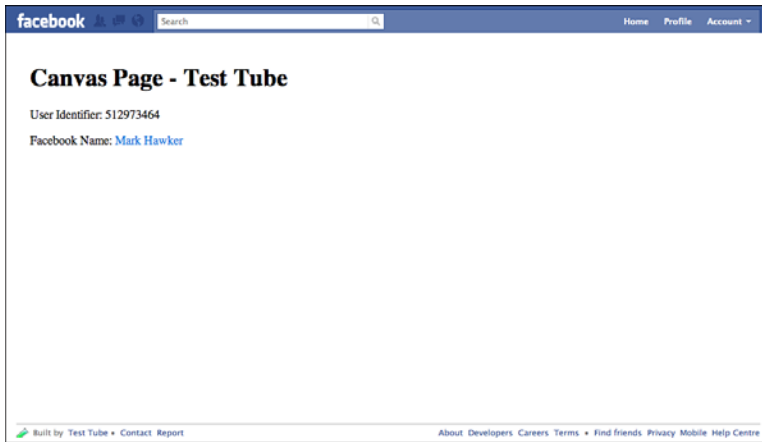 facebook Search Home Profile Account
Canvas Page - Test Tube
User Identifier: 512973464
Facebook Name: Mark Hawker
Built by Test Tube • Contact Report About Developers Careers Terms • Find friends Privacy Mobile Help Centre